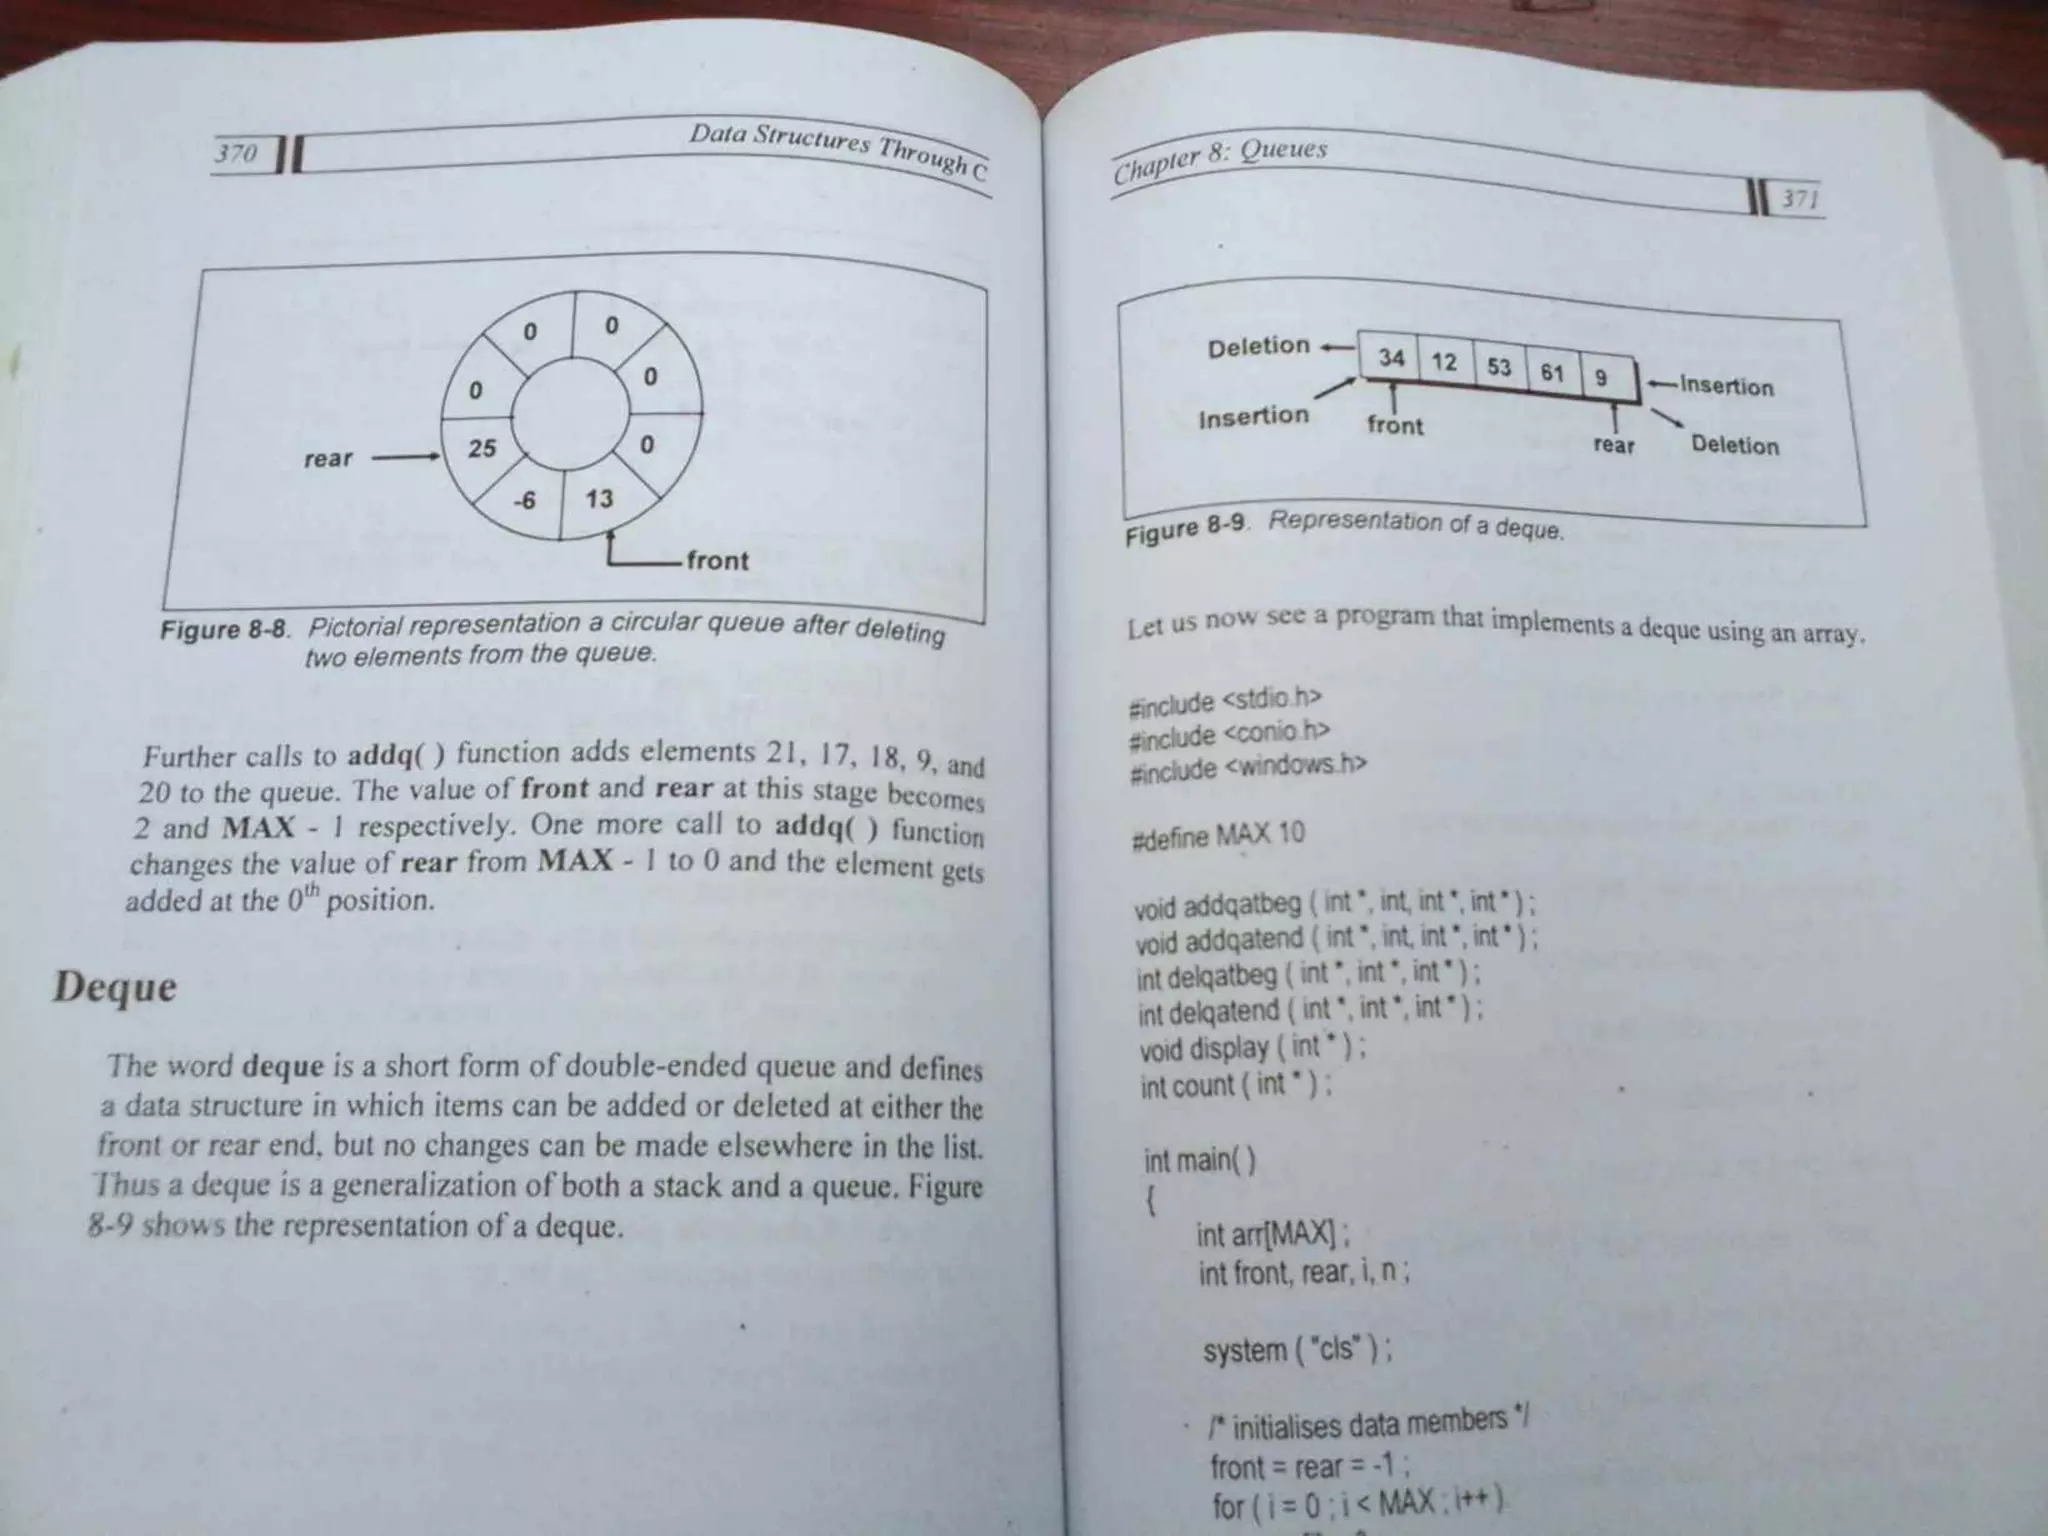 370
Data Structures Through C
0
0
0
0
25
0
-6
13
rear
front
Figure 8-8. Pictorial representation a circular queue after deleting
two elements from the queue.
Further calls to addq( ) function adds elements 21, 17, 18, 9, and
20 to the queue. The value of front and rear at this stage becomes
2 and MAX - 1 respectively. One more call to addq( ) function
changes the value of rear from MAX - 1 to 0 and the element gets
added at the 0th position.
Deque
The word deque is a short form of double-ended queue and defines
a data structure in which items can be added or deleted at either the
front or rear end, but no changes can be made elsewhere in the list.
Thus a deque is a generalization of both a stack and a queue. Figure
8-9 shows the representation of a deque.
Chapter 8: Queues
371
Deletion
34 12 53 61 9
Insertion
Insertion
front
rear
Deletion
Figure 8-9. Representation of a deque.
Let us now see a program that implements a deque using an array.
#include <stdio.h>
#include <conio.h>
#include <windows.h>
#define MAX 10
void addqatbeg ( int *, int, int *, int * ) ;
void addqatend ( int *, int, int *, int * ) ;
int delqatbeg ( int *, int *, int * ) ;
int delqatend ( int *, int *, int * ) ;
void display ( int * ) ;
int count ( int * ) ;
int main( )
{
int arr[MAX] ;
int front, rear, i, n ;
system ( "cls" ) ;
/* initialises data members */
front = rear = -1 ;
for ( i = 0 ; i < MAX ; i++ )